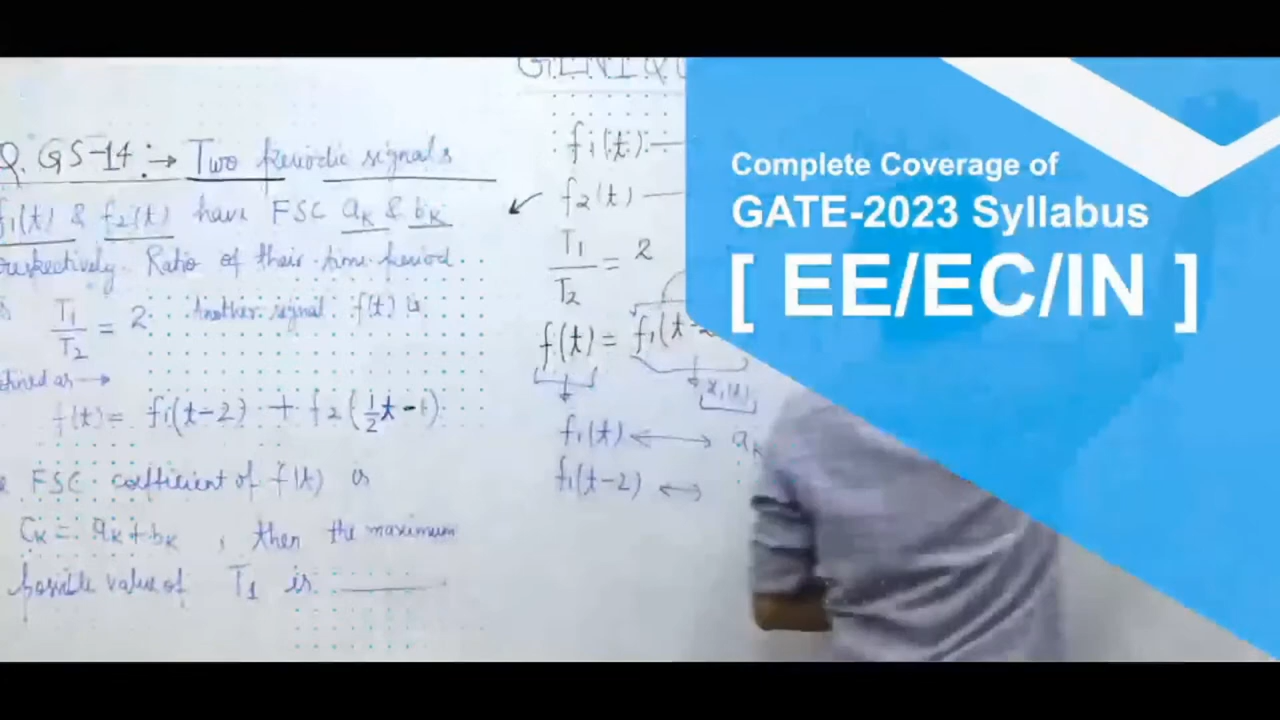 Q. GS-14 :→ Two periodic signals
f1(t) & f2(t) have FSC aK & bK
respectively. Ratio of their time period
T1/T2 = 2 Another signal f(t) is
defined as →
f(t) = f1(t-2) + f2(1/2t-1)
FSC coefficient of f(t) is
CK = aK + bK , then the maximum
possible value of T1 is
f1(t) —
f2(t) —
T1/T2 = 2
f(t) = f1(t-2
x1(t)
f1(t) ↔ aK
f1(t-2) ↔
Complete Coverage of
GATE-2023 Syllabus
[ EE/EC/IN ]